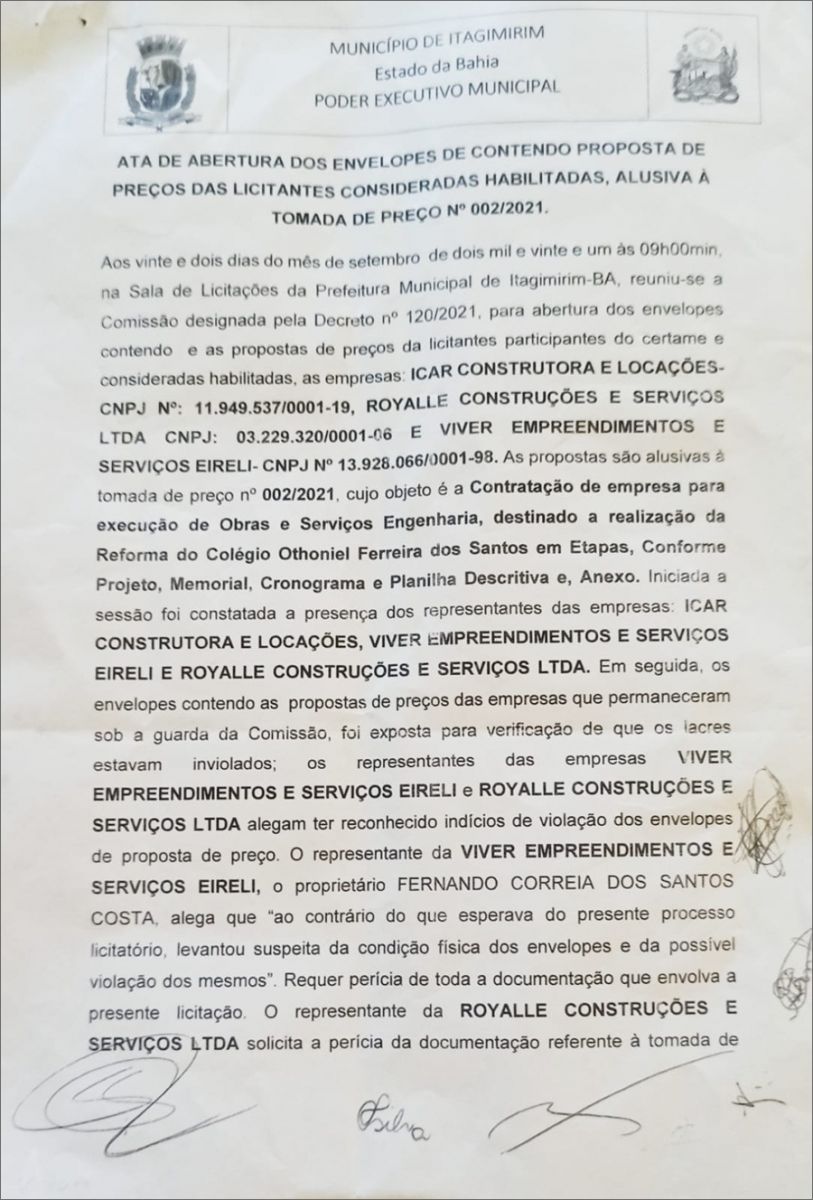 MUNICÍPIO DE ITAGIMIRIM
Estado da Bahia
PODER EXECUTIVO MUNICIPAL
ATA DE ABERTURA DOS ENVELOPES DE CONTENDO PROPOSTA DE
PREÇOS DAS LICITANTES CONSIDERADAS HABILITADAS, ALUSIVA À
TOMADA DE PREÇO Nº 002/2021.
Aos vinte e dois dias do mês de setembro de dois mil e vinte e um às 09h00min,
na Sala de Licitações da Prefeitura Municipal de Itagimirim-BA, reuniu-se a
Comissão designada pela Decreto nº 120/2021, para abertura dos envelopes
contendo e as propostas de preços da licitantes participantes do certame e
consideradas habilitadas, as empresas: ICAR CONSTRUTORA E LOCAÇÕES-
CNPJ Nº: 11.949.537/0001-19, ROYALLE CONSTRUÇÕES E SERVIÇOS
LTDA CNPJ: 03.229.320/0001-06 E VIVER EMPREENDIMENTOS E
SERVIÇOS EIRELI- CNPJ Nº 13.928.066/0001-98. As propostas são alusivas à
tomada de preço nº 002/2021, cujo objeto é a Contratação de empresa para
execução de Obras e Serviços Engenharia, destinado a realização da
Reforma do Colégio Othoniel Ferreira dos Santos em Etapas, Conforme
Projeto, Memorial, Cronograma e Planilha Descritiva e, Anexo. Iniciada a
sessão foi constatada a presença dos representantes das empresas: ICAR
CONSTRUTORA E LOCAÇÕES, VIVER EMPREENDIMENTOS E SERVIÇOS
EIRELI E ROYALLE CONSTRUÇÕES E SERVIÇOS LTDA. Em seguida, os
envelopes contendo as propostas de preços das empresas que permaneceram
sob a guarda da Comissão, foi exposta para verificação de que os lacres
estavam inviolados; os representantes das empresas VIVER
EMPREENDIMENTOS E SERVIÇOS EIRELI e ROYALLE CONSTRUÇÕES E
SERVIÇOS LTDA alegam ter reconhecido indícios de violação dos envelopes
de proposta de preço. O representante da VIVER EMPREENDIMENTOS E
SERVIÇOS EIRELI, o proprietário FERNANDO CORREIA DOS SANTOS
COSTA, alega que “ao contrário do que esperava do presente processo
licitatório, levantou suspeita da condição física dos envelopes e da possível
violação dos mesmos”. Requer perícia de toda a documentação que envolva a
presente licitação. O representante da ROYALLE CONSTRUÇÕES E
SERVIÇOS LTDA solicita a perícia da documentação referente à tomada de